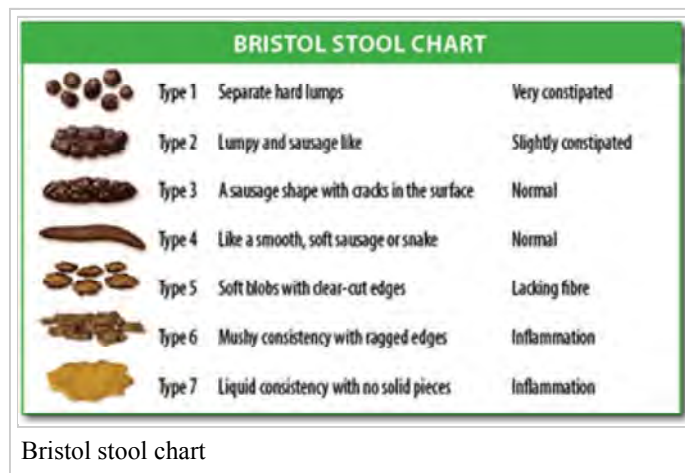 BRISTOL STOOL CHART
Type 1 Separate hard lumps Very constipated
Type 2 Lumpy and sausage like Slightly constipated
Type 3 A sausage shape with cracks in the surface Normal
Type 4 Like a smooth, soft sausage or snake Normal
Type 5 Soft blobs with clear-cut edges Lacking fibre
Type 6 Mushy consistency with ragged edges Inflammation
Type 7 Liquid consistency with no solid pieces Inflammation
Bristol stool chart